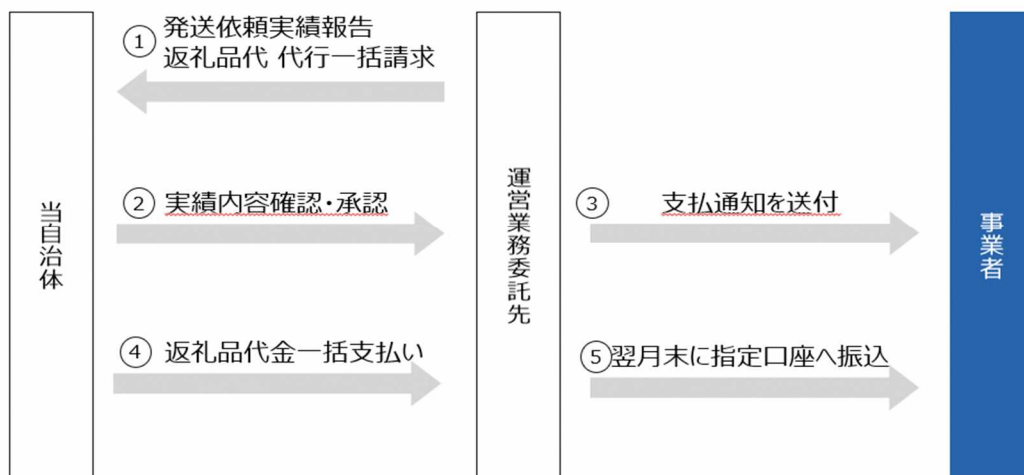 当自治体
① 発送依頼実績報告
返礼品代 代行一括請求
② 実績内容確認・承認
④ 返礼品代金一括支払い
運営業務委託先
③ 支払通知を送付
⑤翌月末に指定口座へ振込
事業者